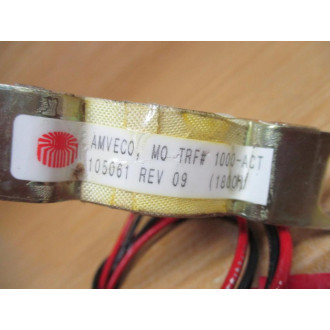 AMVECO, MO TRF# 1000-ACT
105061 REV 09